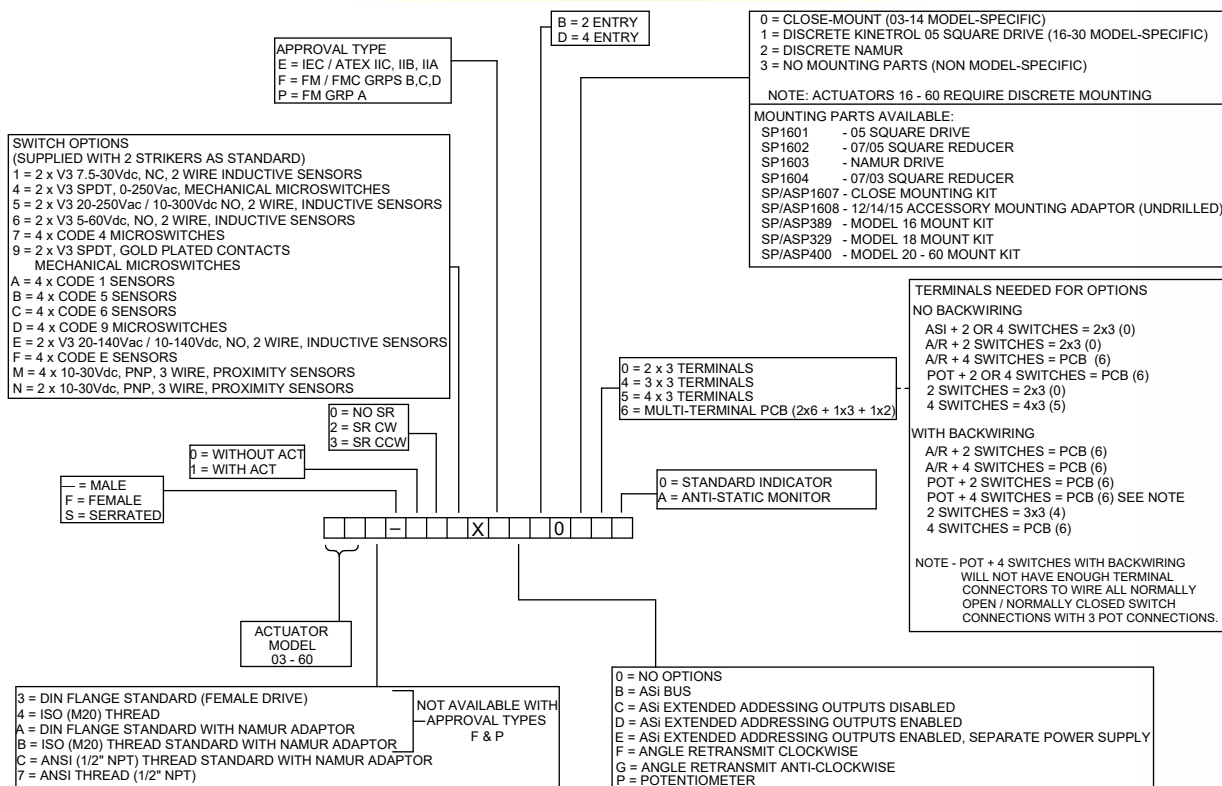 B = 2 ENTRY
D = 4 ENTRY
APPROVAL TYPE
E = IEC / ATEX IIC, IIB, IIA
F = FM / FMC GRPS B,C,D
P = FM GRP A
0 = CLOSE-MOUNT (03-14 MODEL-SPECIFIC)
1 = DISCRETE KINETROL 05 SQUARE DRIVE (16-30 MODEL-SPECIFIC)
2 = DISCRETE NAMUR
3 = NO MOUNTING PARTS (NON MODEL-SPECIFIC)
NOTE: ACTUATORS 16 - 60 REQUIRE DISCRETE MOUNTING
MOUNTING PARTS AVAILABLE:
SP1601 - 05 SQUARE DRIVE
SP1602 - 07/05 SQUARE REDUCER
SP1603 - NAMUR DRIVE
SP1604 - 07/03 SQUARE REDUCER
SP/ASP1607 - CLOSE MOUNTING KIT
SP/ASP1608 - 12/14/15 ACCESSORY MOUNTING ADAPTOR (UNDRILLED)
SP/ASP389 - MODEL 16 MOUNT KIT
SP/ASP329 - MODEL 18 MOUNT KIT
SP/ASP400 - MODEL 20 - 60 MOUNT KIT
SWITCH OPTIONS
(SUPPLIED WITH 2 STRIKERS AS STANDARD)
1 = 2 x V3 7.5-30Vdc, NC, 2 WIRE INDUCTIVE SENSORS
4 = 2 x V3 SPDT, 0-250Vac, MECHANICAL MICROSWITCHES
5 = 2 x V3 20-250Vac / 10-300Vdc NO, 2 WIRE, INDUCTIVE SENSORS
6 = 2 x V3 5-60Vdc, NO, 2 WIRE, INDUCTIVE SENSORS
7 = 4 x CODE 4 MICROSWITCHES
9 = 2 x V3 SPDT, GOLD PLATED CONTACTS
MECHANICAL MICROSWITCHES
A = 4 x CODE 1 SENSORS
B = 4 x CODE 5 SENSORS
C = 4 x CODE 6 SENSORS
D = 4 x CODE 9 MICROSWITCHES
E = 2 x V3 20-140Vac / 10-140Vdc, NO, 2 WIRE, INDUCTIVE SENSORS
F = 4 x CODE E SENSORS
M = 4 x 10-30Vdc, PNP, 3 WIRE, PROXIMITY SENSORS
N = 2 x 10-30Vdc, PNP, 3 WIRE, PROXIMITY SENSORS
TERMINALS NEEDED FOR OPTIONS
NO BACKWIRING
ASI + 2 OR 4 SWITCHES = 2x3 (0)
A/R + 2 SWITCHES = 2x3 (0)
A/R + 4 SWITCHES = PCB (6)
POT + 2 OR 4 SWITCHES = PCB (6)
2 SWITCHES = 2x3 (0)
4 SWITCHES = 4x3 (5)
WITH BACKWIRING
A/R + 2 SWITCHES = PCB (6)
A/R + 4 SWITCHES = PCB (6)
POT + 2 SWITCHES = PCB (6)
POT + 4 SWITCHES = PCB (6) SEE NOTE
2 SWITCHES = 3x3 (4)
4 SWITCHES = PCB (6)
NOTE - POT + 4 SWITCHES WITH BACKWIRING
WILL NOT HAVE ENOUGH TERMINAL
CONNECTORS TO WIRE ALL NORMALLY
OPEN / NORMALLY CLOSED SWITCH
CONNECTIONS WITH 3 POT CONNECTIONS.
0 = 2 x 3 TERMINALS
4 = 3 x 3 TERMINALS
5 = 4 x 3 TERMINALS
6 = MULTI-TERMINAL PCB (2x6 + 1x3 + 1x2)
0 = NO SR
2 = SR CW
3 = SR CCW
0 = WITHOUT ACT
1 = WITH ACT
— = MALE
F = FEMALE
S = SERRATED
0 = STANDARD INDICATOR
A = ANTI-STATIC MONITOR
– X 0
ACTUATOR
MODEL
03 - 60
3 = DIN FLANGE STANDARD (FEMALE DRIVE)
4 = ISO (M20) THREAD
A = DIN FLANGE STANDARD WITH NAMUR ADAPTOR
B = ISO (M20) THREAD STANDARD WITH NAMUR ADAPTOR
C = ANSI (1/2" NPT) THREAD STANDARD WITH NAMUR ADAPTOR
7 = ANSI THREAD (1/2" NPT)
NOT AVAILABLE WITH
APPROVAL TYPES
F & P
0 = NO OPTIONS
B = ASi BUS
C = ASi EXTENDED ADDESSING OUTPUTS DISABLED
D = ASi EXTENDED ADDRESSING OUTPUTS ENABLED
E = ASi EXTENDED ADDRESSING OUTPUTS ENABLED, SEPARATE POWER SUPPLY
F = ANGLE RETRANSMIT CLOCKWISE
G = ANGLE RETRANSMIT ANTI-CLOCKWISE
P = POTENTIOMETER